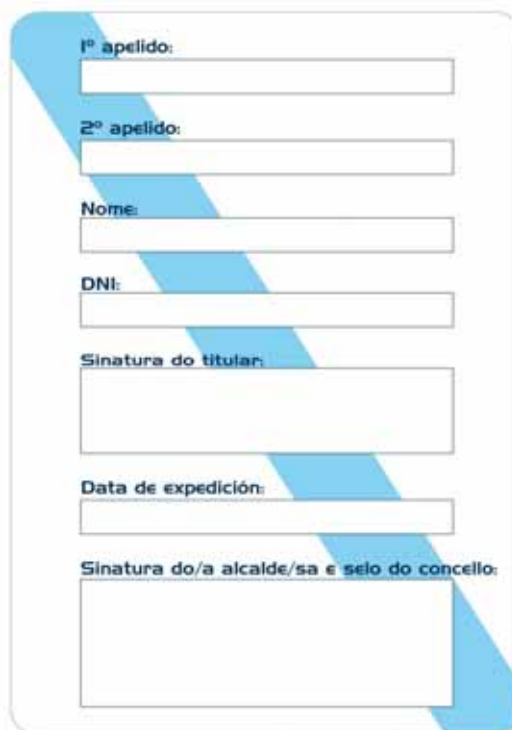 1º apelido:
2º apelido:
Nome:
DNI:
Sinatura do titular:
Data de expedición:
Sinatura do/a alcalde/sa e selo do concello: